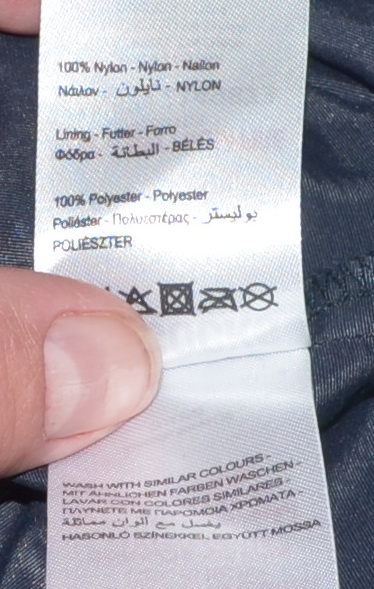 100% Nylon - Nylon - Nailon
Νάιλον - نايلون - NYLON
Lining - Futter - Forro
Φόδρα - البطانة - BÉLÉS
100% Polyester - Polyester
Poliéster - Πολυεστέρας - بوليستر
POLIÉSZTER
WASH WITH SIMILAR COLOURS -
MIT ÄHNLICHEN FARBEN WASCHEN -
LAVAR CON COLORES SIMILARES -
ΠΛΥΝΕΤΕ ΜΕ ΠΑΡΟΜΟΙΑ ΧΡΩΜΑΤΑ -
يغسل مع ألوان مماثلة
HASONLÓ SZÍNEKKEL EGYÜTT MOSSA